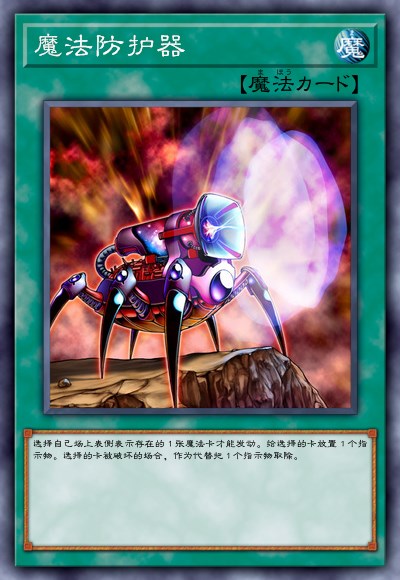 魔法防护器
魔
【魔法カード】
ま ほう
选择自己场上表侧表示存在的1张魔法卡才能发动。给选择的卡放置1个指
示物。选择的卡被破坏的场合，作为代替把1个指示物取除。